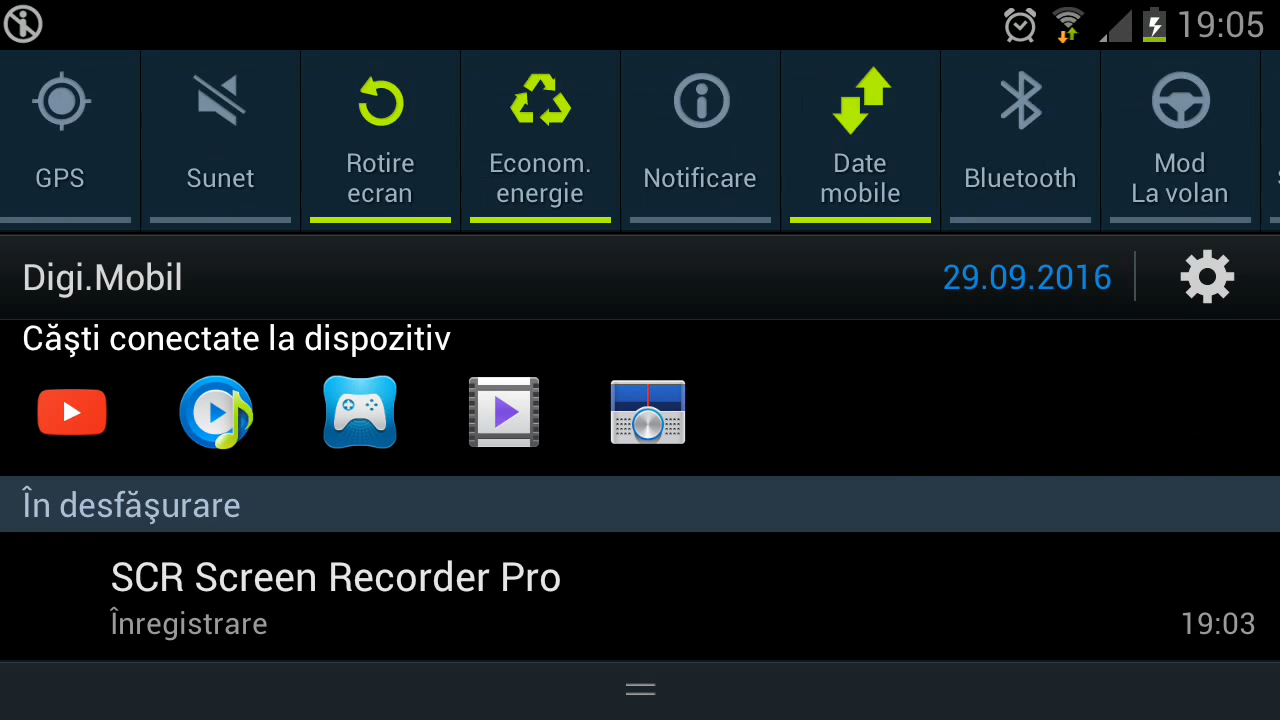 19:05
GPS
Sunet
Rotire
ecran
Econom.
energie
Notificare
Date
mobile
Bluetooth
Mod
La volan
Digi.Mobil
29.09.2016
Căşti conectate la dispozitiv
În desfăşurare
SCR Screen Recorder Pro
Înregistrare
19:03